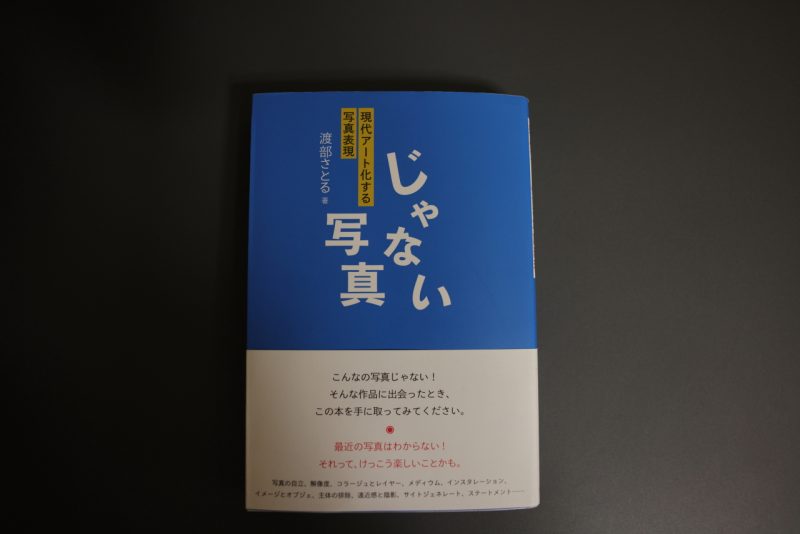 じゃない
写真
現代アート化する
写真表現
渡部さとる 著
こんなの写真じゃない！
そんな作品に出会ったとき、
この本を手に取ってみてください。
最近の写真はわからない！
それって、けっこう楽しいことかも。
写真の自立、解像度、コラージュとレイヤー、メディウム、インスタレーション、
イメージとオブジェ、主体の排除、遠近感と陰影、サイトジェネレート、ステートメント……